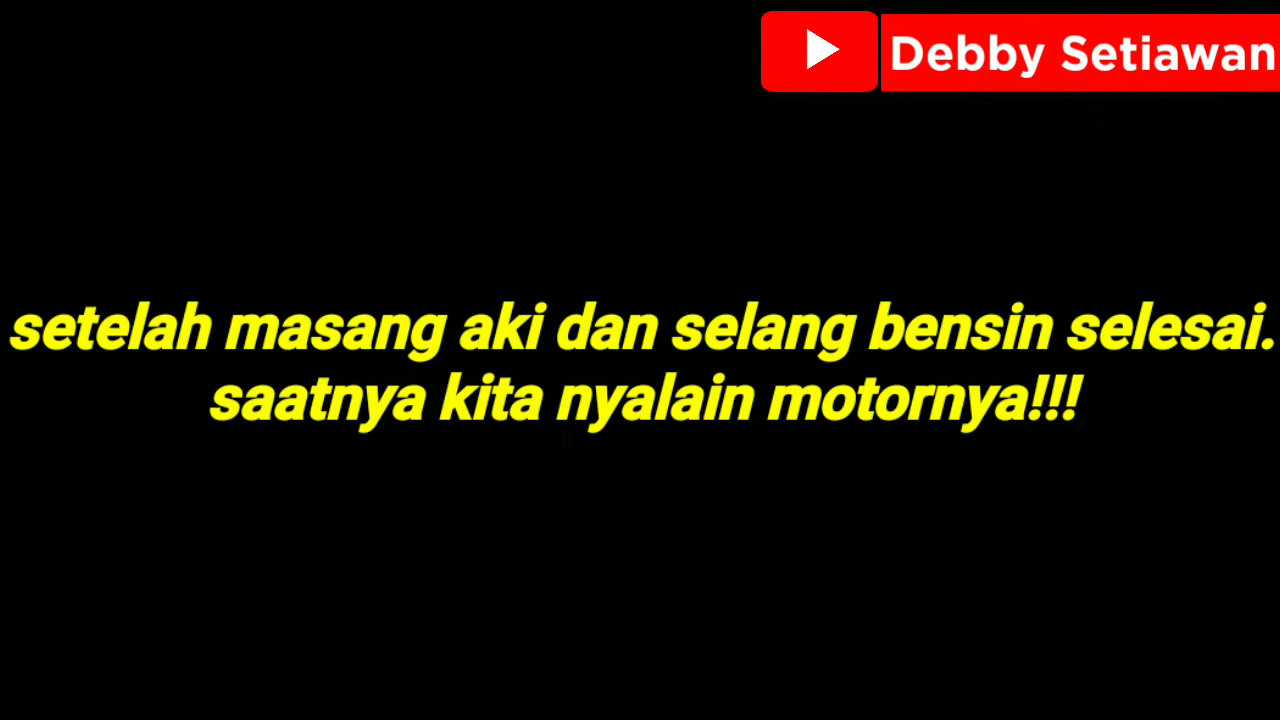 Debby Setiawan
setelah masang aki dan selang bensin selesai.
saatnya kita nyalain motornya!!!